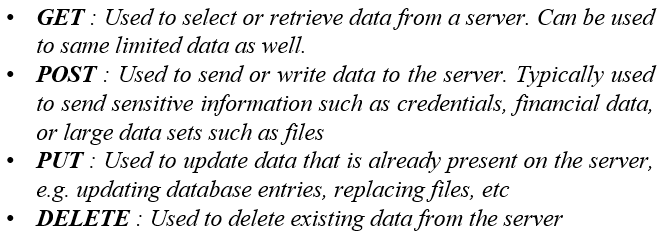 • GET : Used to select or retrieve data from a server. Can be used
to same limited data as well.
• POST : Used to send or write data to the server. Typically used
to send sensitive information such as credentials, financial data,
or large data sets such as files
• PUT : Used to update data that is already present on the server,
e.g. updating database entries, replacing files, etc
• DELETE : Used to delete existing data from the server